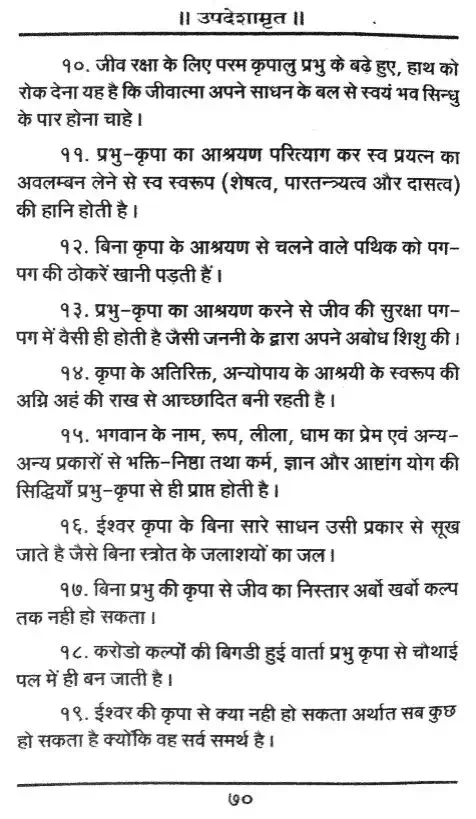 ॥ उपदेशामृत ॥
१०. जीव रक्षा के लिए परम कृपालु प्रभु के बढ़े हुए, हाथ को
रोक देना यह है कि जीवात्मा अपने साधन के बल से स्वयं भव सिन्धु
के पार होना चाहे ।
११. प्रभु-कृपा का आश्रयण परित्याग कर स्व प्रयत्न का
अवलम्बन लेने से स्व स्वरूप (शेषत्व, पारतन्त्र्यत्व और दासत्व)
की हानि होती है ।
१२. बिना कृपा के आश्रयण से चलने वाले पथिक को पग-
पग की ठोकरें खानी पड़ती हैं ।
१३. प्रभु-कृपा का आश्रयण करने से जीव की सुरक्षा पग-
पग में वैसी ही होती है जैसी जननी के द्वारा अपने अबोध शिशु की ।
१४. कृपा के अतिरिक्त, अन्योपाय के आश्रयी के स्वरूप की
अग्नि अहं की राख से आच्छादित बनी रहती है ।
१५. भगवान के नाम, रूप, लीला, धाम का प्रेम एवं अन्य-
अन्य प्रकारों से भक्ति-निष्ठा तथा कर्म, ज्ञान और आष्टांग योग की
सिद्धियाँ प्रभु-कृपा से ही प्राप्त होती है ।
१६. ईश्वर कृपा के बिना सारे साधन उसी प्रकार से सूख
जाते है जैसे बिना स्त्रोत के जलाशयों का जल ।
१७. बिना प्रभु की कृपा से जीव का निस्तार अर्बो खर्बो कल्प
तक नही हो सकता ।
१८. करोडो कल्पों की बिगडी हुई वार्ता प्रभु कृपा से चौथाई
पल में ही बन जाती है ।
१९. ईश्वर की कृपा से क्या नही हो सकता अर्थात सब कुछ
हो सकता है क्योंकि वह सर्व समर्थ है ।
७०